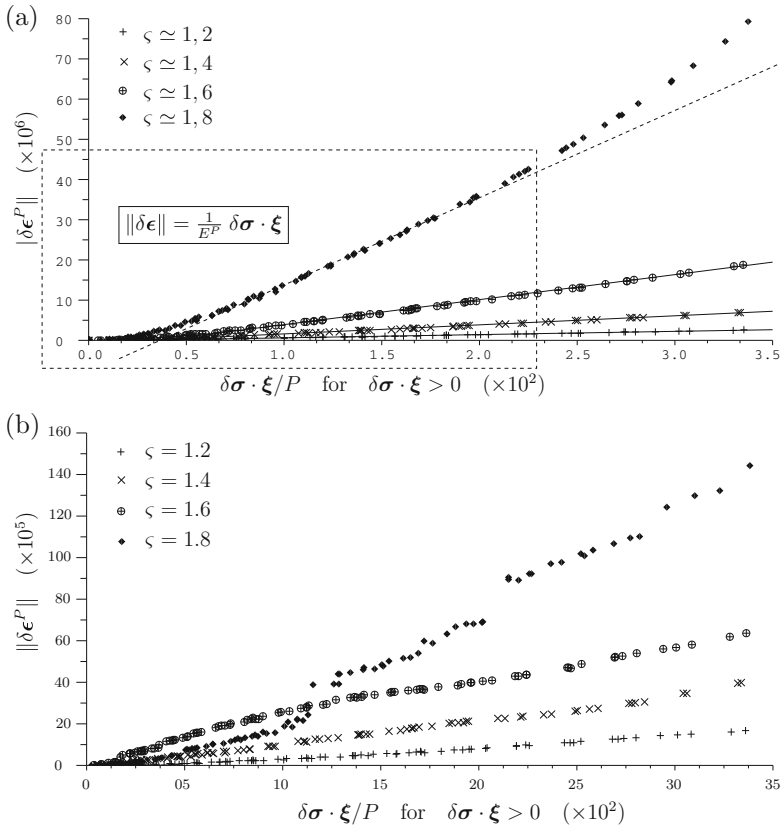 (a)
80
70
60
50
40
30
20
10
0
|δϵ^P‖ (×10^6)
+ ς ≃ 1, 2
× ς ≃ 1, 4
⊕ ς ≃ 1, 6
◆ ς ≃ 1, 8
‖δϵ‖ = 1/E^P δσ · ξ
0.0 0.5 1.0 1.5 2.0 2.5 3.0 3.5
δσ · ξ/P for δσ · ξ > 0 (×10^2)
(b)
160
140
120
100
80
60
40
20
0
‖δϵ^P‖ (×10^5)
+ ς = 1.2
× ς = 1.4
⊕ ς = 1.6
◆ ς = 1.8
0 05 10 15 20 25 30 35
δσ · ξ/P for δσ · ξ > 0 (×10^2)